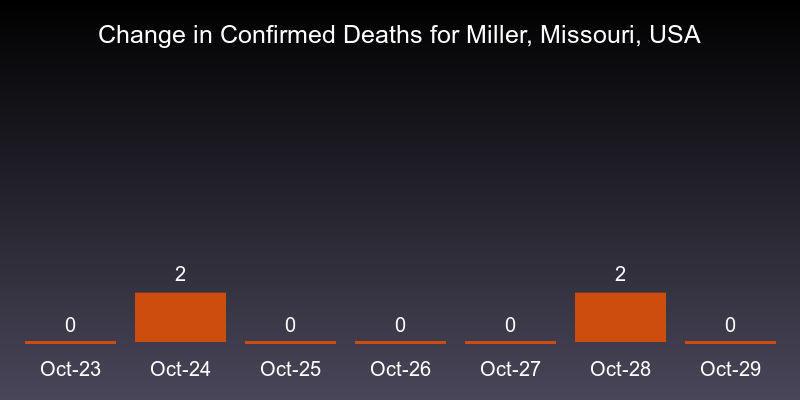 Change in Confirmed Deaths for Miller, Missouri, USA
0 2 0 0 0 2 0
Oct-23 Oct-24 Oct-25 Oct-26 Oct-27 Oct-28 Oct-29